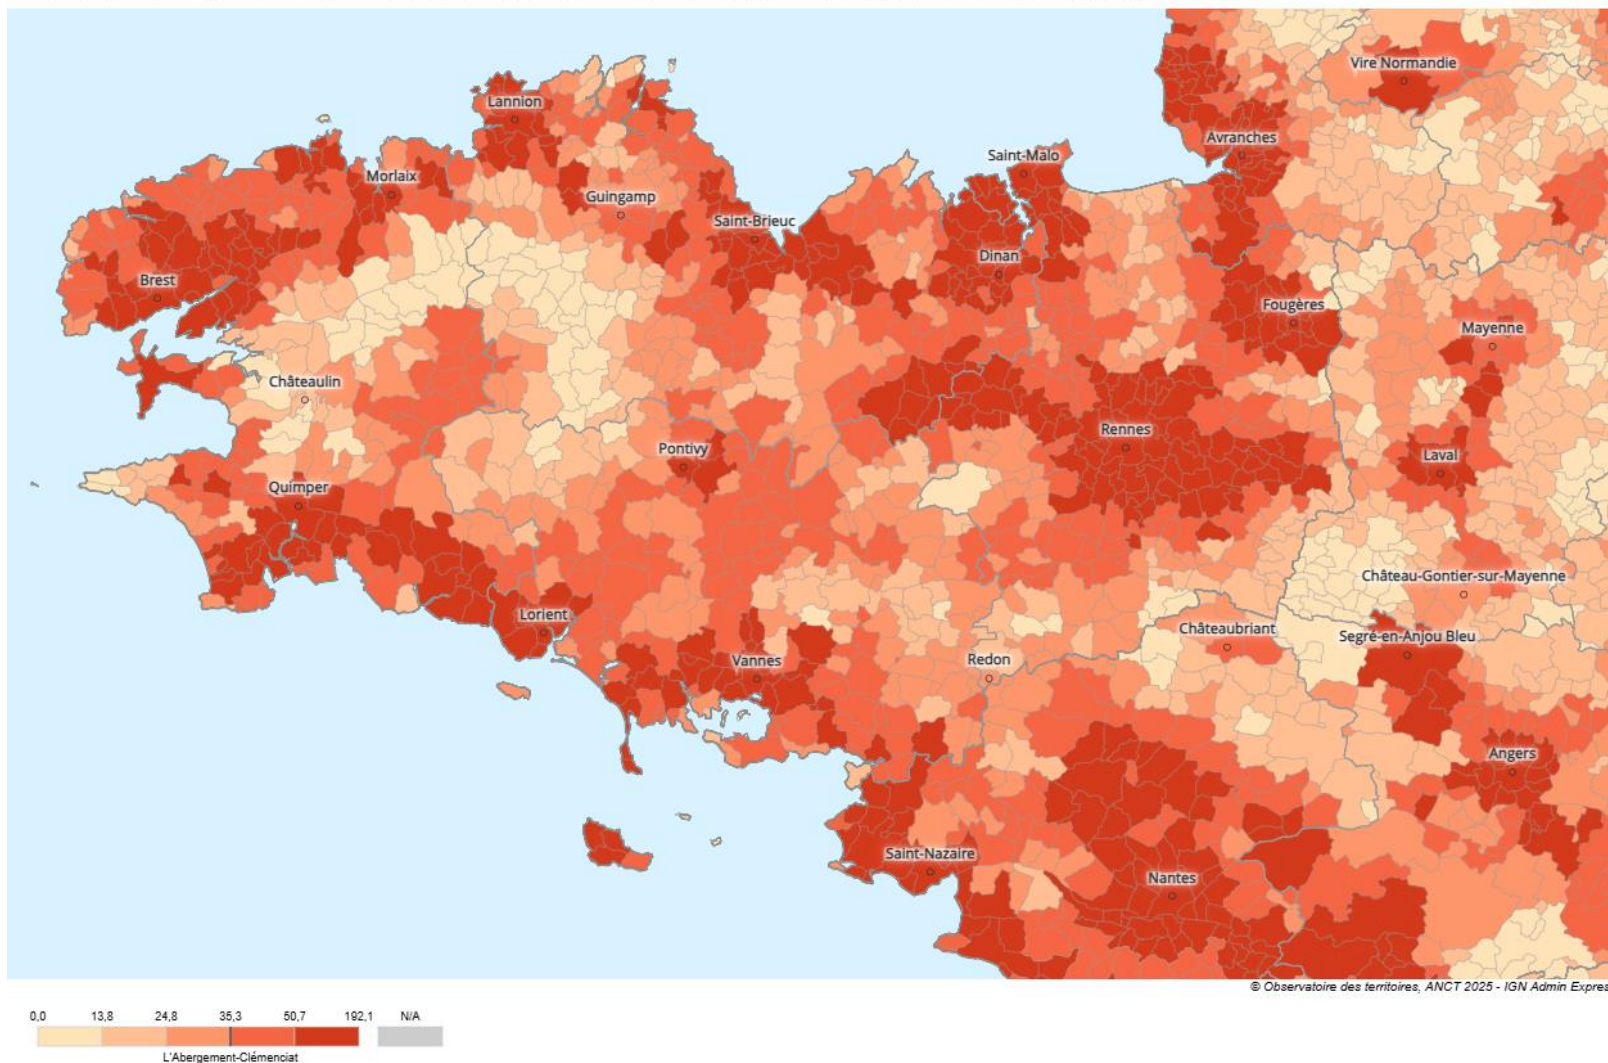 Vire Normandie
Lannion
Avranches
Saint-Malo
Morlaix
Guingamp
Saint-Brieuc
Dinan
Brest
Fougères
Mayenne
Châteaulin
Rennes
Pontivy
Laval
Quimper
Château-Gontier-sur-Mayenne
Lorient
Châteaubriant
Segré-en-Anjou Bleu
Vannes
Redon
Angers
Saint-Nazaire
Nantes
© Observatoire des territoires, ANCT 2025 - IGN Admin Expres
0,0 13,8 24,8 35,3 50,7 192,1 N/A
L'Abergement-Clémenciat